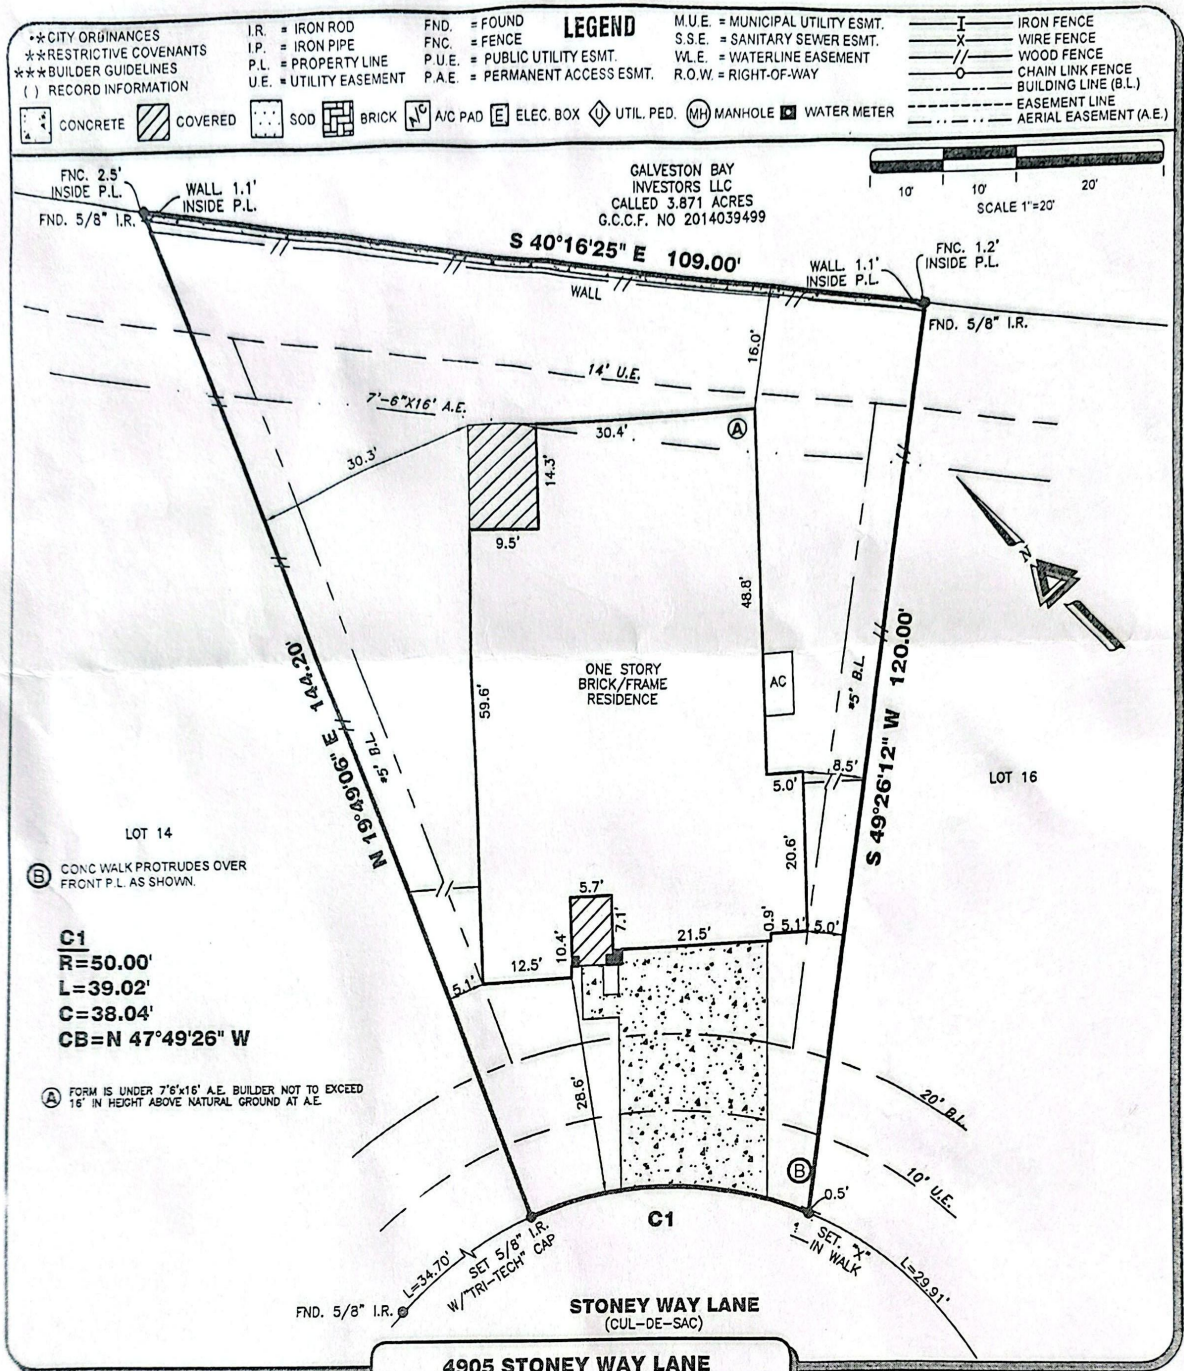 *★CITY ORDINANCES
★★RESTRICTIVE COVENANTS
★★★BUILDER GUIDELINES
( ) RECORD INFORMATION
I.R. = IRON ROD
I.P. = IRON PIPE
P.L. = PROPERTY LINE
U.E. = UTILITY EASEMENT
FND. = FOUND
FNC. = FENCE
P.U.E. = PUBLIC UTILITY ESMT.
P.A.E. = PERMANENT ACCESS ESMT.
LEGEND
M.U.E. = MUNICIPAL UTILITY ESMT.
S.S.E. = SANITARY SEWER ESMT.
WL.E. = WATERLINE EASEMENT
R.O.W. = RIGHT-OF-WAY
I IRON FENCE
X WIRE FENCE
// WOOD FENCE
O CHAIN LINK FENCE
BUILDING LINE (B.L.)
EASEMENT LINE
AERIAL EASEMENT (A.E.)
CONCRETE
COVERED
SOD
BRICK
A/C A/C PAD
E ELEC. BOX
U UTIL. PED.
MH MANHOLE
WATER METER
10' 10' 20'
SCALE 1"=20'
GALVESTON BAY
INVESTORS LLC
CALLED 3.871 ACRES
G.C.C.F. NO 2014039499
FNC. 2.5'
INSIDE P.L.
WALL 1.1'
INSIDE P.L.
FND. 5/8" I.R.
S 40°16'25" E 109.00'
WALL
WALL 1.1'
INSIDE P.L.
FNC. 1.2'
INSIDE P.L.
FND. 5/8" I.R.
16.0'
14' U.E.
7'-6"X16' A.E.
30.4'
A
30.3'
14.3'
9.5'
N
48.8'
59.6'
ONE STORY
BRICK/FRAME
RESIDENCE
AC
N 19°49'06" E 144.20'
*5' B.L.
*5' B.L.
S 49°26'12" W 120.00'
8.5'
5.0'
LOT 16
LOT 14
20.6'
B CONC WALK PROTRUDES OVER
FRONT P.L. AS SHOWN.
5.7'
7.1'
10.4'
21.5'
0.9'
5.1'
5.0'
12.5'
5.1'
C1
R=50.00'
L=39.02'
C=38.04'
CB=N 47°49'26" W
A FORM IS UNDER 7'6"x16' A.E. BUILDER NOT TO EXCEED
16' IN HEIGHT ABOVE NATURAL GROUND AT A.E.
28.6'
20' B.L.
10' U.E.
B
0.5'
C1
SET 5/8" I.R.
W/"TRI-TECH" CAP
SET. "X"
IN WALK
L=34.70'
L=29.91'
FND. 5/8" I.R.
STONEY WAY LANE
(CUL-DE-SAC)
4905 STONEY WAY LANE